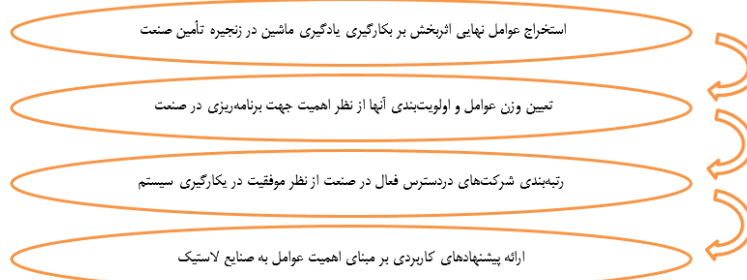 استخراج عوامل نهایی اثربخش بر بکارگیری یادگیری ماشین در زنجیره تأمین صنعت
تعیین وزن عوامل و اولویت‌بندی آنها از نظر اهمیت جهت برنامه‌ریزی در صنعت
رتبه‌بندی شرکت‌های دردسترس فعال در صنعت از نظر موفقیت در بکارگیری سیستم
ارائه پیشنهادهای کاربردی بر مبنای اهمیت عوامل به صنایع لاستیک